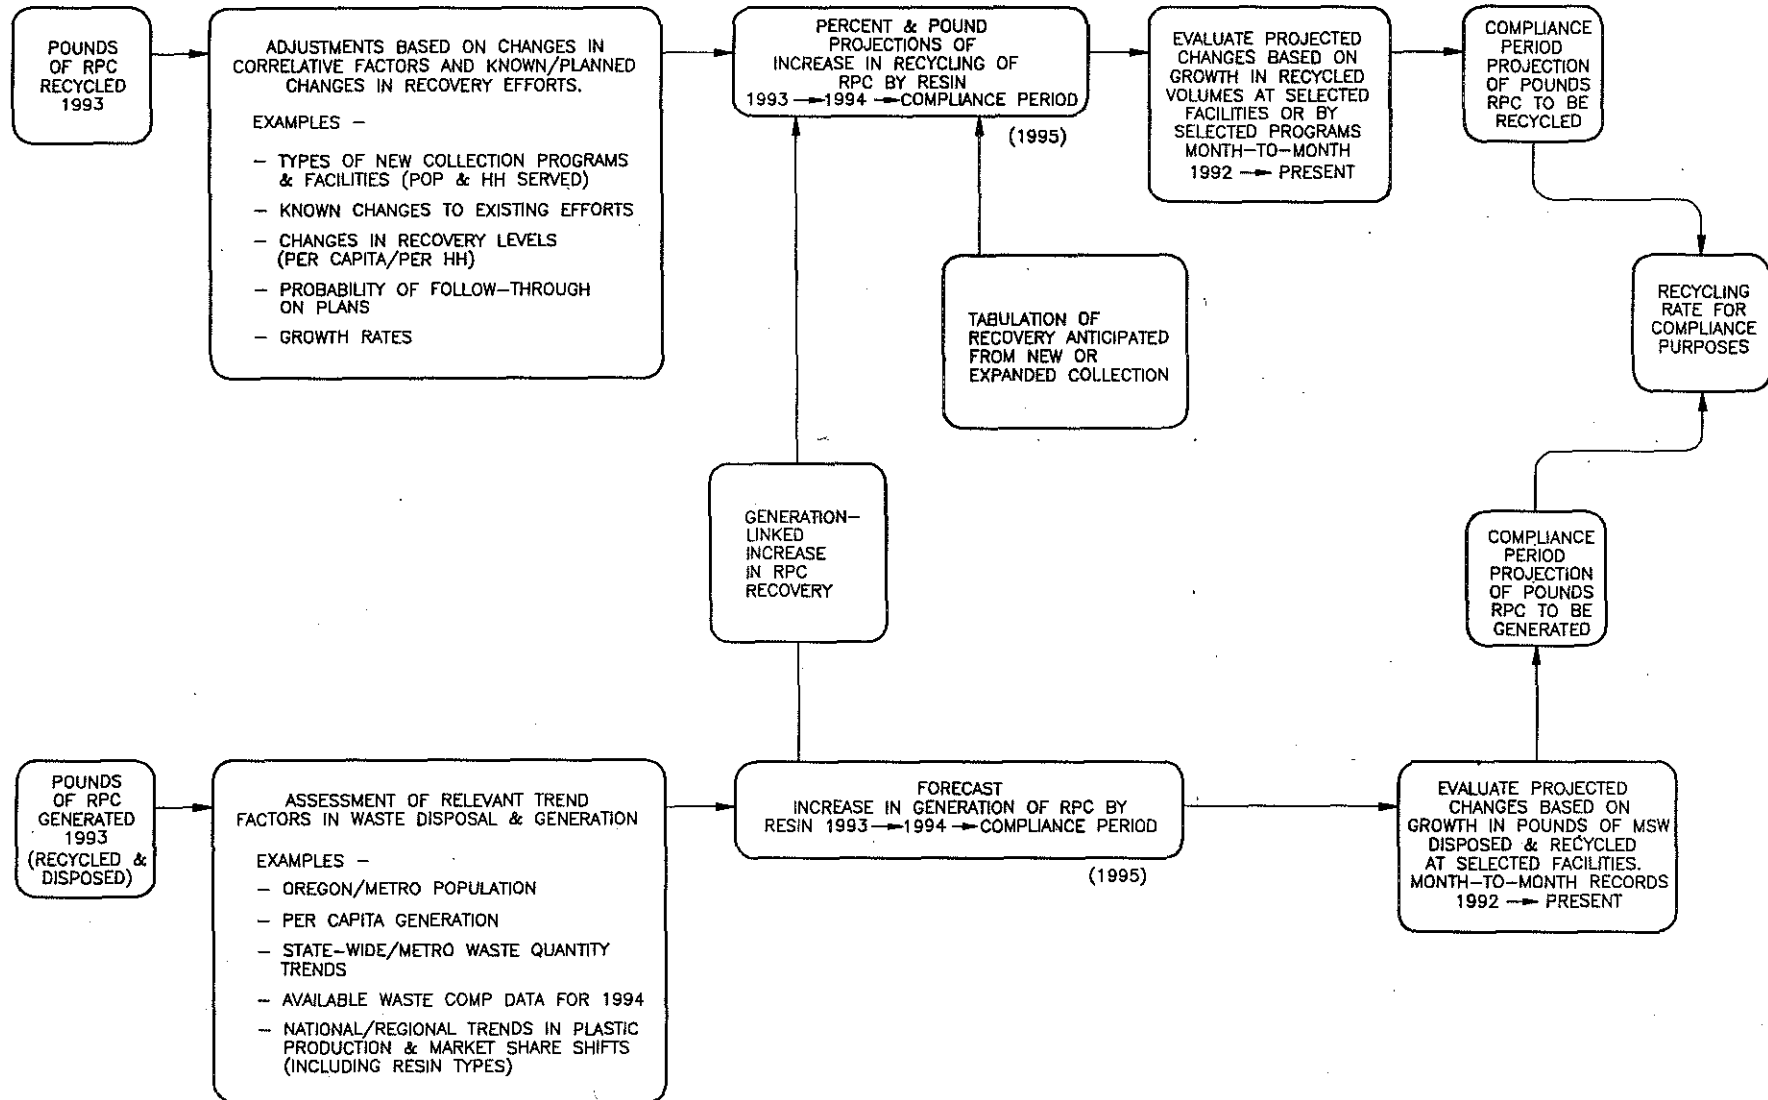 POUNDS
OF RPC
RECYCLED
1993
ADJUSTMENTS BASED ON CHANGES IN
CORRELATIVE FACTORS AND KNOWN/PLANNED
CHANGES IN RECOVERY EFFORTS.
EXAMPLES –
– TYPES OF NEW COLLECTION PROGRAMS
& FACILITIES (POP & HH SERVED)
– KNOWN CHANGES TO EXISTING EFFORTS
– CHANGES IN RECOVERY LEVELS
(PER CAPITA/PER HH)
– PROBABILITY OF FOLLOW–THROUGH
ON PLANS
– GROWTH RATES
PERCENT & POUND
PROJECTIONS OF
INCREASE IN RECYCLING OF
RPC BY RESIN
1993 → 1994 → COMPLIANCE PERIOD
(1995)
EVALUATE PROJECTED
CHANGES BASED ON
GROWTH IN RECYCLED
VOLUMES AT SELECTED
FACILITIES OR BY
SELECTED PROGRAMS
MONTH–TO–MONTH
1992 → PRESENT
COMPLIANCE
PERIOD
PROJECTION
OF POUNDS
RPC TO BE
RECYCLED
RECYCLING
RATE FOR
COMPLIANCE
PURPOSES
TABULATION OF
RECOVERY ANTICIPATED
FROM NEW OR
EXPANDED COLLECTION
GENERATION–
LINKED
INCREASE
IN RPC
RECOVERY
COMPLIANCE
PERIOD
PROJECTION
OF POUNDS
RPC TO BE
GENERATED
POUNDS
OF RPC
GENERATED
1993
(RECYCLED &
DISPOSED)
ASSESSMENT OF RELEVANT TREND
FACTORS IN WASTE DISPOSAL & GENERATION
EXAMPLES –
– OREGON/METRO POPULATION
– PER CAPITA GENERATION
– STATE–WIDE/METRO WASTE QUANTITY
TRENDS
– AVAILABLE WASTE COMP DATA FOR 1994
– NATIONAL/REGIONAL TRENDS IN PLASTIC
PRODUCTION & MARKET SHARE SHIFTS
(INCLUDING RESIN TYPES)
FORECAST
INCREASE IN GENERATION OF RPC BY
RESIN 1993 → 1994 → COMPLIANCE PERIOD
(1995)
EVALUATE PROJECTED
CHANGES BASED ON
GROWTH IN POUNDS OF MSW
DISPOSED & RECYCLED
AT SELECTED FACILITIES.
MONTH–TO–MONTH RECORDS
1992 → PRESENT